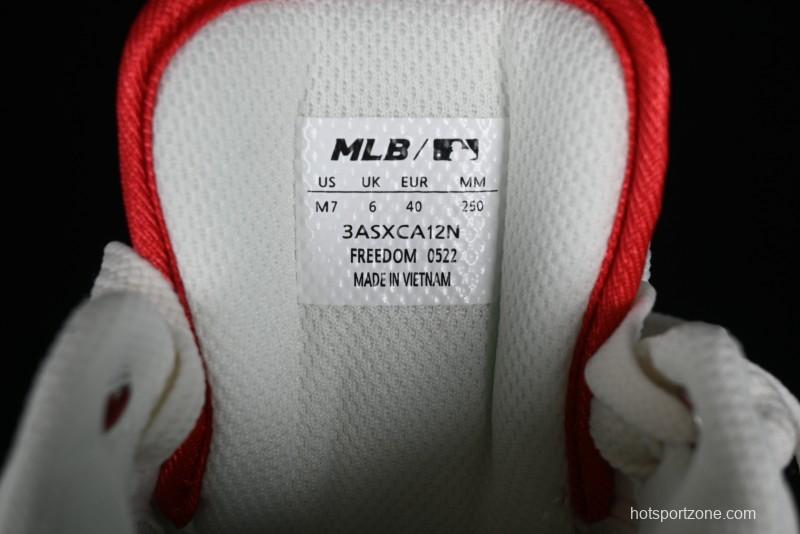 MLB /
US UK EUR MM
M7 6 40 250
3ASXCA12N
FREEDOM 0522
MADE IN VIETNAM
hotsportzone.com